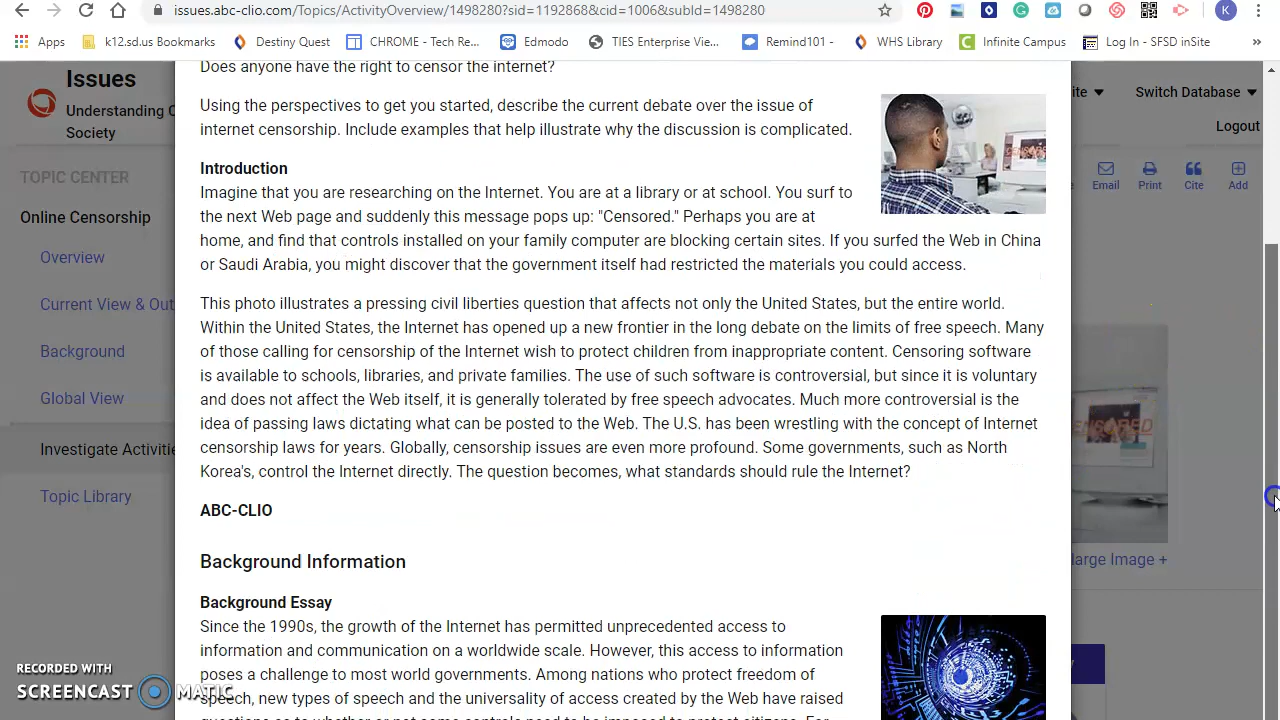 issues.abc-clio.com/Topics/ActivityOverview/1498280?sid=1192868&cid=1006&subId=1498280
K
Apps k12.sd.us Bookmarks Destiny Quest CHROME - Tech Re... Edmodo TIES Enterprise Vie... Remind101 - WHS Library Infinite Campus Log In - SFSD inSite »
Issues
Understanding C
Society
ite Switch Database
Logout
Email Print Cite Add
TOPIC CENTER
Online Censorship
Overview
Current View & Out
Background
Global View
Investigate Activitie
Topic Library
Does anyone have the right to censor the internet?
Using the perspectives to get you started, describe the current debate over the issue of
internet censorship. Include examples that help illustrate why the discussion is complicated.
Introduction
Imagine that you are researching on the Internet. You are at a library or at school. You surf to
the next Web page and suddenly this message pops up: "Censored." Perhaps you are at
home, and find that controls installed on your family computer are blocking certain sites. If you surfed the Web in China
or Saudi Arabia, you might discover that the government itself had restricted the materials you could access.
This photo illustrates a pressing civil liberties question that affects not only the United States, but the entire world.
Within the United States, the Internet has opened up a new frontier in the long debate on the limits of free speech. Many
of those calling for censorship of the Internet wish to protect children from inappropriate content. Censoring software
is available to schools, libraries, and private families. The use of such software is controversial, but since it is voluntary
and does not affect the Web itself, it is generally tolerated by free speech advocates. Much more controversial is the
idea of passing laws dictating what can be posted to the Web. The U.S. has been wrestling with the concept of Internet
censorship laws for years. Globally, censorship issues are even more profound. Some governments, such as North
Korea's, control the Internet directly. The question becomes, what standards should rule the Internet?
ABC-CLIO
Background Information
Background Essay
Since the 1990s, the growth of the Internet has permitted unprecedented access to
information and communication on a worldwide scale. However, this access to information
poses a challenge to most world governments. Among nations who protect freedom of
speech, new types of speech and the universality of access created by the Web have raised
large Image +
RECORDED WITH
SCREENCAST MATIC